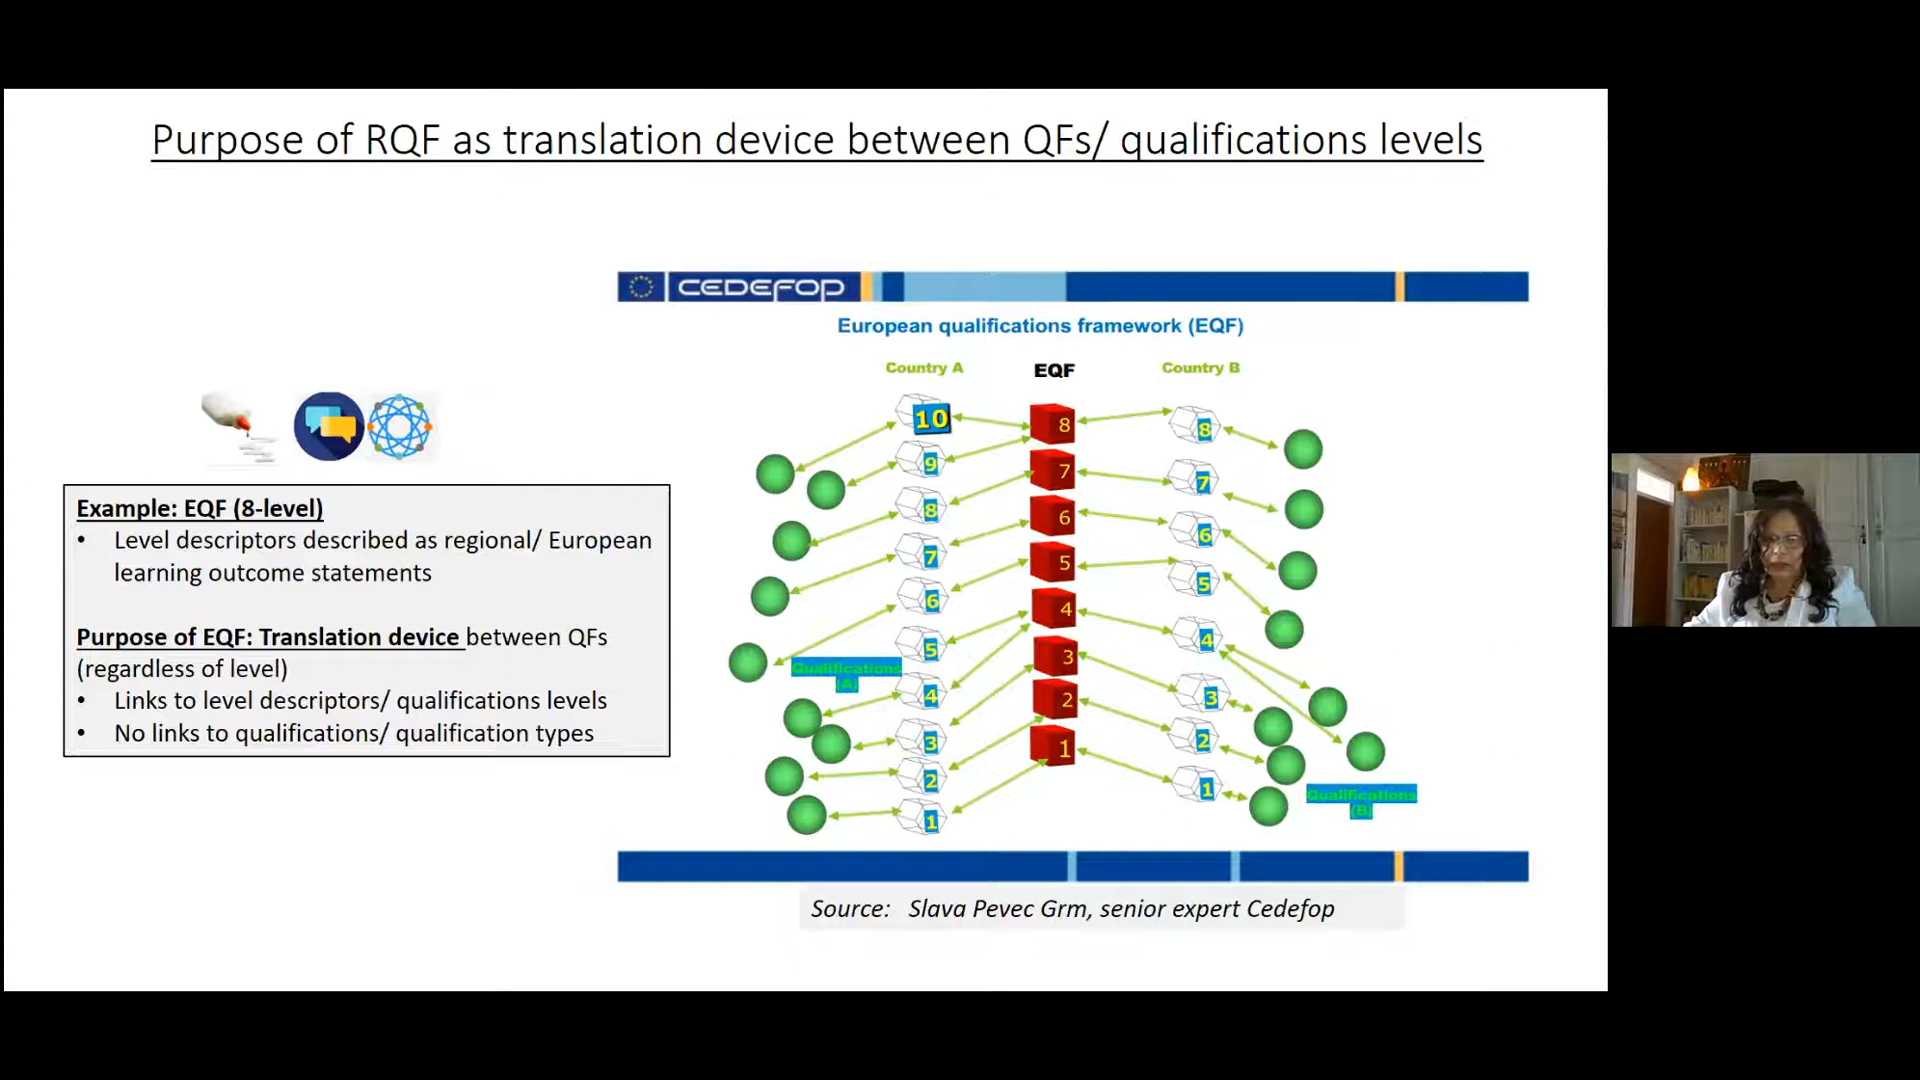 Purpose of RQF as translation device between QFs/ qualifications levels
CEDEFOP
European qualifications framework (EQF)
Country A
EQF
Country B
10
8
8
9
7
7
8
6
6
7
5
5
6
4
4
5
3
3
4
2
2
3
1
1
2
1
Qualifications
(A)
Qualifications
(B)
Example: EQF (8-level)
• Level descriptors described as regional/ European
learning outcome statements
Purpose of EQF: Translation device between QFs
(regardless of level)
• Links to level descriptors/ qualifications levels
• No links to qualifications/ qualification types
Source: Slava Pevec Grm, senior expert Cedefop